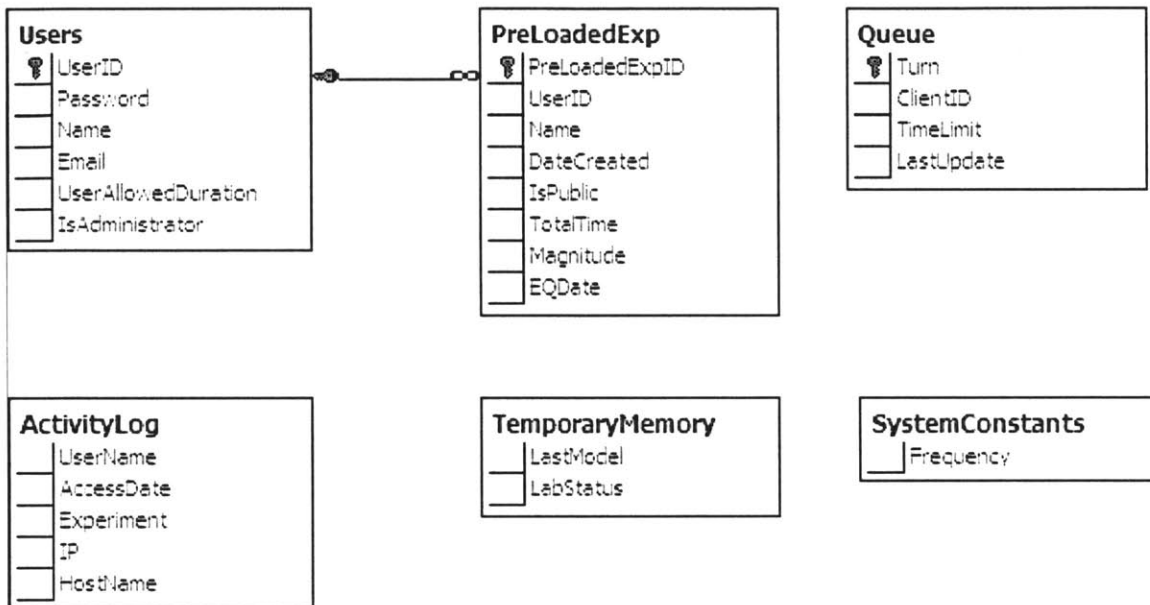 Users
UserID
Password
Name
Email
UserAllowedDuration
IsAdministrator
PreLoadedExp
PreLoadedExpID
UserID
Name
DateCreated
IsPublic
TotalTime
Magnitude
EQDate
Queue
Turn
ClientID
TimeLimit
LastUpdate
ActivityLog
UserName
AccessDate
Experiment
IP
HostName
TemporaryMemory
LastModel
LabStatus
SystemConstants
Frequency